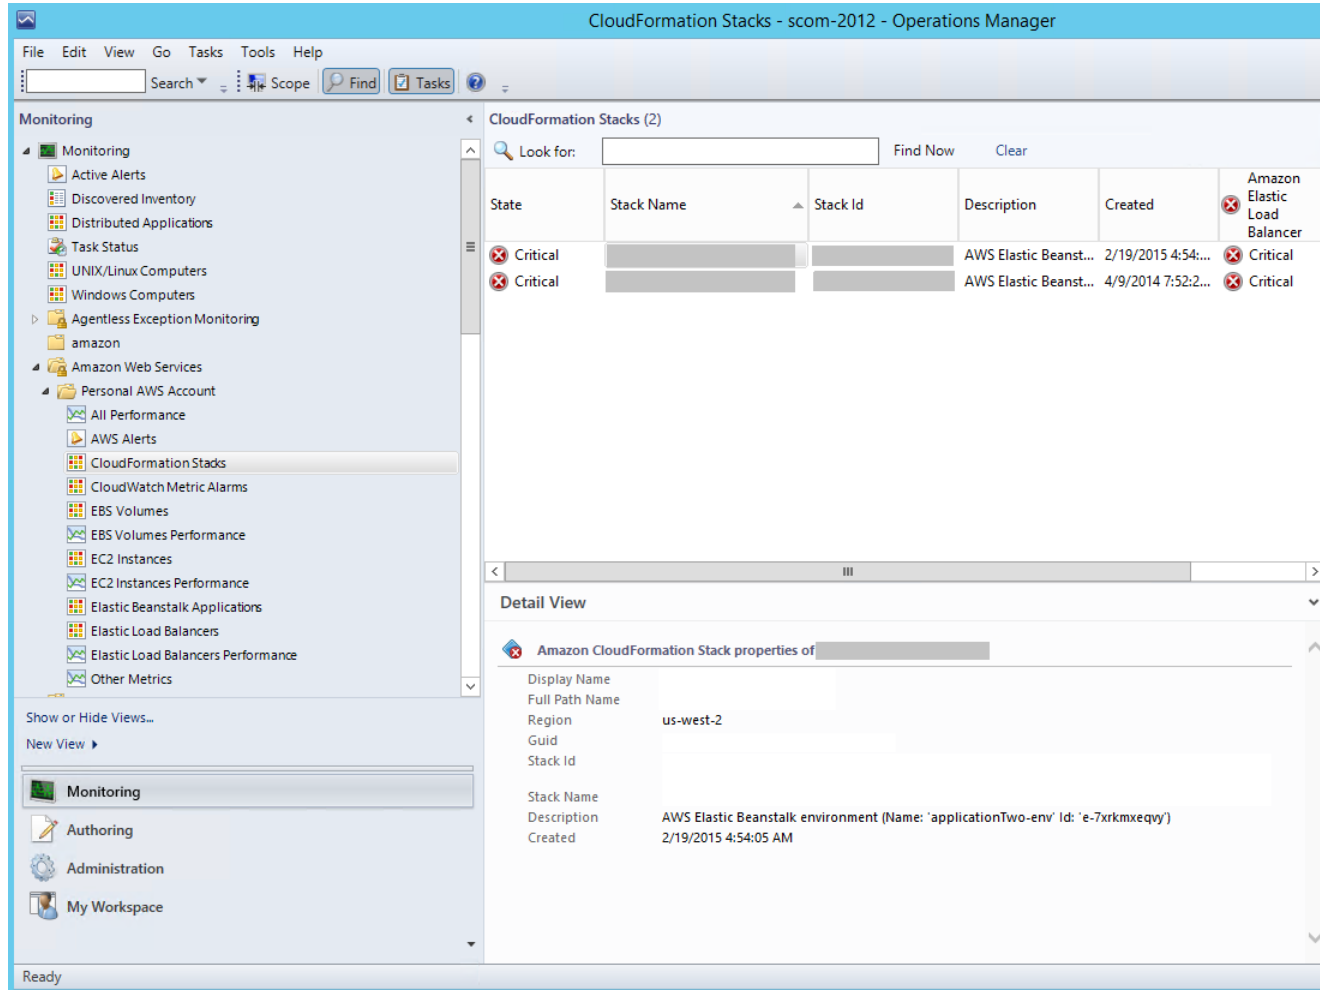 CloudFormation Stacks - scom-2012 - Operations Manager
File Edit View Go Tasks Tools Help
Search Scope Find Tasks
Monitoring
Monitoring
Active Alerts
Discovered Inventory
Distributed Applications
Task Status
UNIX/Linux Computers
Windows Computers
Agentless Exception Monitoring
amazon
Amazon Web Services
Personal AWS Account
All Performance
AWS Alerts
CloudFormation Stacks
CloudWatch Metric Alarms
EBS Volumes
EBS Volumes Performance
EC2 Instances
EC2 Instances Performance
Elastic Beanstalk Applications
Elastic Load Balancers
Elastic Load Balancers Performance
Other Metrics
Show or Hide Views...
New View
Monitoring
Authoring
Administration
My Workspace
CloudFormation Stacks (2)
Look for: Find Now Clear
State Stack Name Stack Id Description Created Amazon
Elastic
Load
Balancer
Critical AWS Elastic Beanst... 2/19/2015 4:54:... Critical
Critical AWS Elastic Beanst... 4/9/2014 7:52:2... Critical
Detail View
Amazon CloudFormation Stack properties of
Display Name
Full Path Name
Region us-west-2
Guid
Stack Id
Stack Name
Description AWS Elastic Beanstalk environment (Name: 'applicationTwo-env' Id: 'e-7xrkmxeqvy')
Created 2/19/2015 4:54:05 AM
Ready